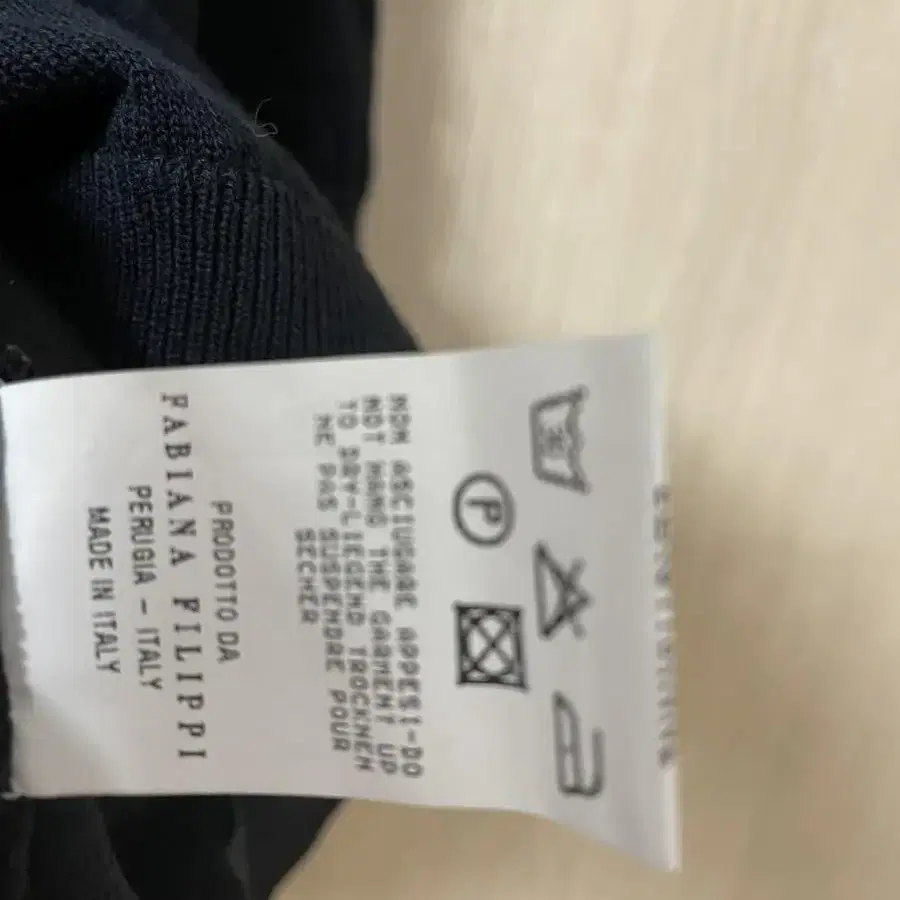 P
NON ASCIUGARE APPESI-DO
NOT HANG THE GARMENT UP
TO DRY-LIEGEND TROCKNEN
NE PAS SUSPENDRE POUR
SECHER
PRODOTTO DA
FABIANA FILIPPI
PERUGIA - ITALY
MADE IN ITALY